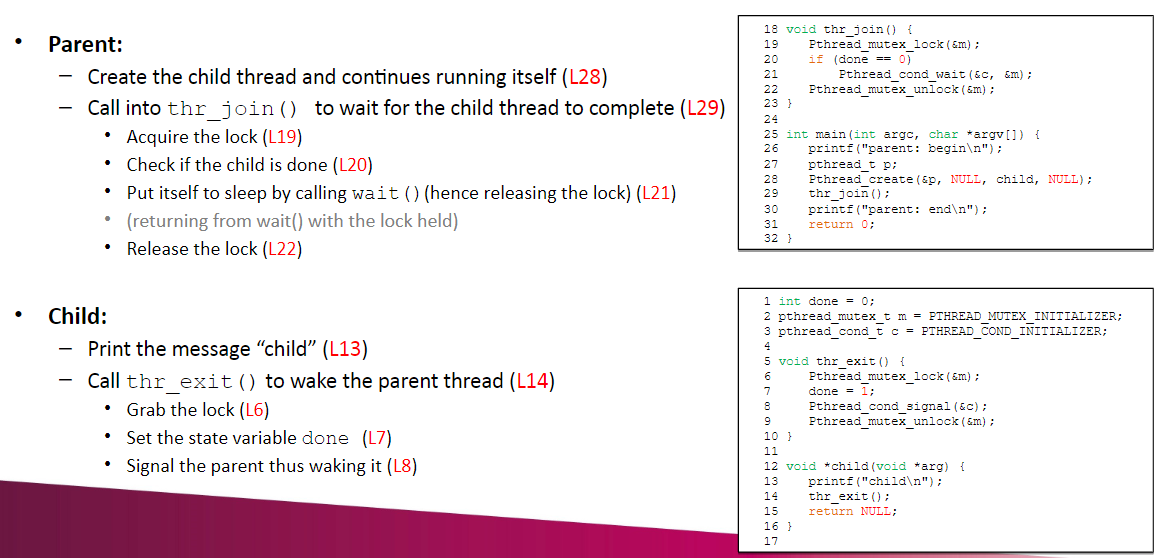 • Parent:
– Create the child thread and continues running itself (L28)
– Call into thr_join() to wait for the child thread to complete (L29)
• Acquire the lock (L19)
• Check if the child is done (L20)
• Put itself to sleep by calling wait() (hence releasing the lock) (L21)
• (returning from wait() with the lock held)
• Release the lock (L22)
18 void thr_join() {
19     Pthread_mutex_lock(&m);
20     if (done == 0)
21         Pthread_cond_wait(&c, &m);
22     Pthread_mutex_unlock(&m);
23 }
24
25 int main(int argc, char *argv[]) {
26     printf("parent: begin\n");
27     pthread_t p;
28     Pthread_create(&p, NULL, child, NULL);
29     thr_join();
30     printf("parent: end\n");
31     return 0;
32 }
• Child:
– Print the message “child” (L13)
– Call thr_exit() to wake the parent thread (L14)
• Grab the lock (L6)
• Set the state variable done (L7)
• Signal the parent thus waking it (L8)
1 int done = 0;
2 pthread_mutex_t m = PTHREAD_MUTEX_INITIALIZER;
3 pthread_cond_t c = PTHREAD_COND_INITIALIZER;
4
5 void thr_exit() {
6     Pthread_mutex_lock(&m);
7     done = 1;
8     Pthread_cond_signal(&c);
9     Pthread_mutex_unlock(&m);
10 }
11
12 void *child(void *arg) {
13     printf("child\n");
14     thr_exit();
15     return NULL;
16 }
17